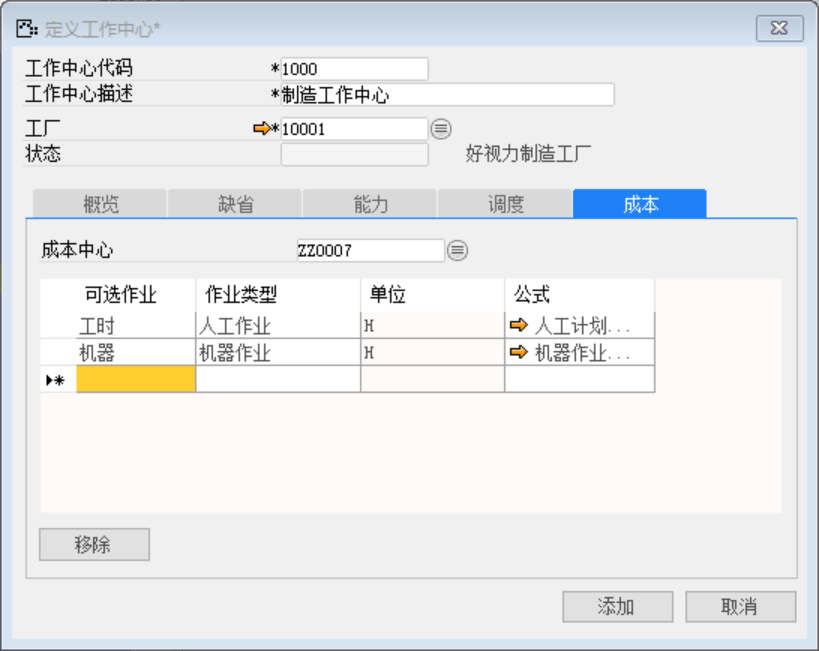 定义工作中心*
工作中心代码 *1000
工作中心描述 *制造工作中心
工厂 *10001
状态 好视力制造工厂
概览 缺省 能力 调度 成本
成本中心 ZZ0007
可选作业 作业类型 单位 公式
工时 人工作业 H 人工计划...
机器 机器作业 H 机器作业...
*
移除
添加 取消